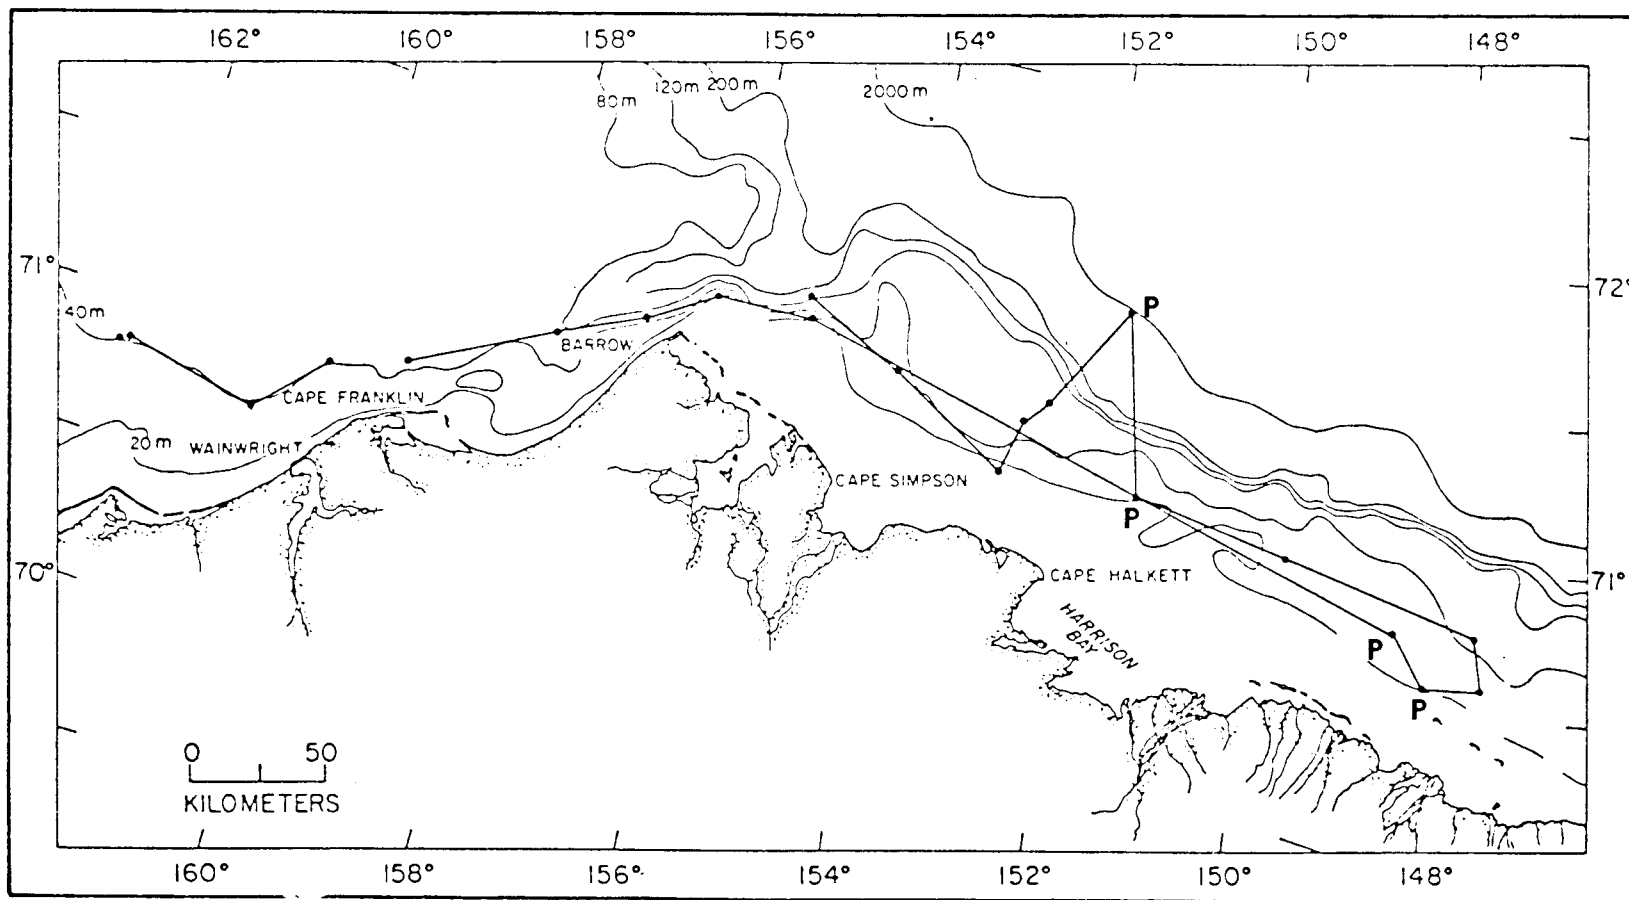 162° 160° 158° 156° 154° 152° 150° 148°
80m 120m 200m 2000m
71°
72°
40m
P
BARROW
CAPE FRANKLIN
20m WAINWRIGHT
CAPE SIMPSON
P
70°
CAPE HALKETT
71°
HARRISON
BAY
P
P
0 50
KILOMETERS
160° 158° 156° 154° 152° 150° 148°